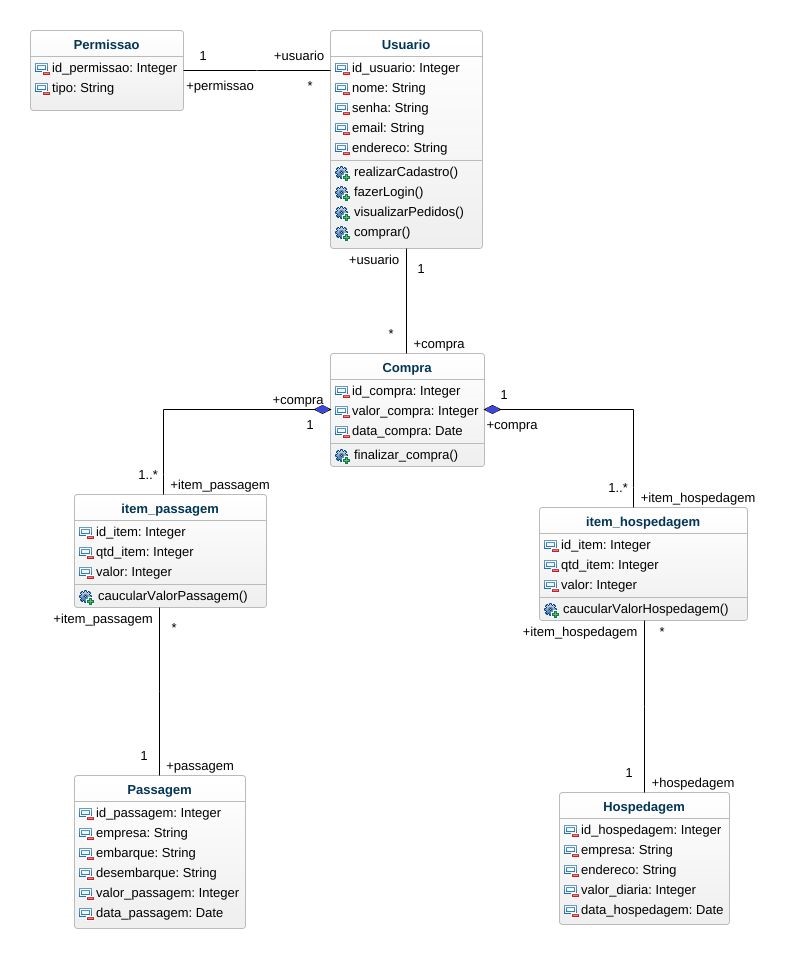 Permissao
id_permissao: Integer
tipo: String
1
+permissao
+usuario
*
Usuario
id_usuario: Integer
nome: String
senha: String
email: String
endereco: String
realizarCadastro()
fazerLogin()
visualizarPedidos()
comprar()
+usuario
1
*
+compra
Compra
id_compra: Integer
valor_compra: Integer
data_compra: Date
finalizar_compra()
+compra
1
1..*
+item_passagem
1
+compra
1..*
+item_hospedagem
item_passagem
id_item: Integer
qtd_item: Integer
valor: Integer
caucularValorPassagem()
+item_passagem
*
1
+passagem
item_hospedagem
id_item: Integer
qtd_item: Integer
valor: Integer
caucularValorHospedagem()
+item_hospedagem
*
1
+hospedagem
Passagem
id_passagem: Integer
empresa: String
embarque: String
desembarque: String
valor_passagem: Integer
data_passagem: Date
Hospedagem
id_hospedagem: Integer
empresa: String
endereco: String
valor_diaria: Integer
data_hospedagem: Date